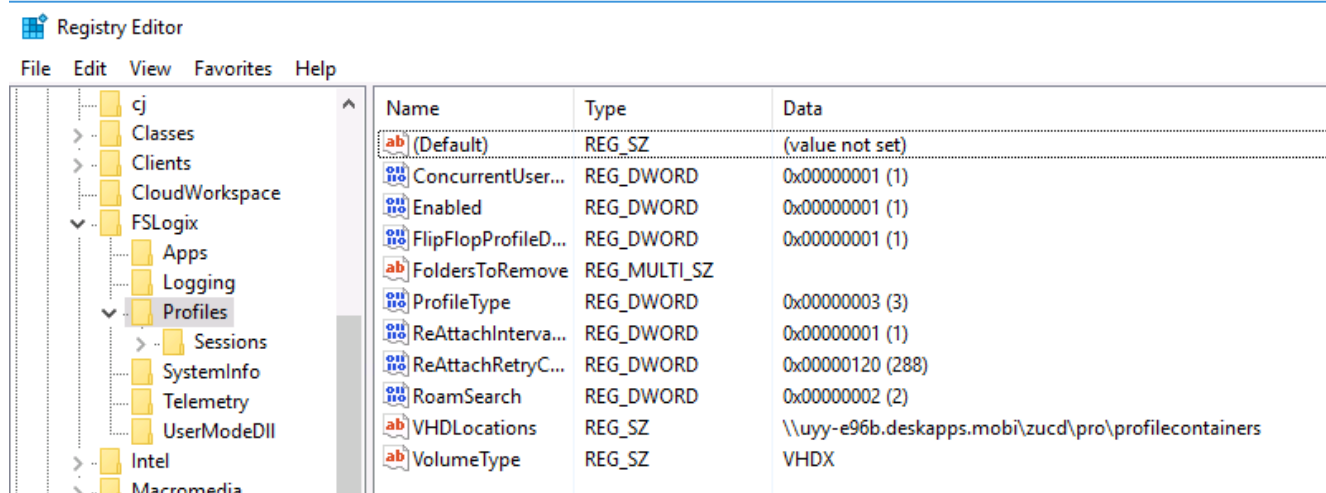 Registry Editor
File Edit View Favorites Help
cj
Classes
Clients
CloudWorkspace
FSLogix
Apps
Logging
Profiles
Sessions
SystemInfo
Telemetry
UserModeDll
Intel
Macromedia
Name Type Data
(Default) REG_SZ (value not set)
ConcurrentUser... REG_DWORD 0x00000001 (1)
Enabled REG_DWORD 0x00000001 (1)
FlipFlopProfileD... REG_DWORD 0x00000001 (1)
FoldersToRemove REG_MULTI_SZ
ProfileType REG_DWORD 0x00000003 (3)
ReAttachInterva... REG_DWORD 0x00000001 (1)
ReAttachRetryC... REG_DWORD 0x00000120 (288)
RoamSearch REG_DWORD 0x00000002 (2)
VHDLocations REG_SZ \\uyy-e96b.deskapps.mobi\zucd\pro\profilecontainers
VolumeType REG_SZ VHDX